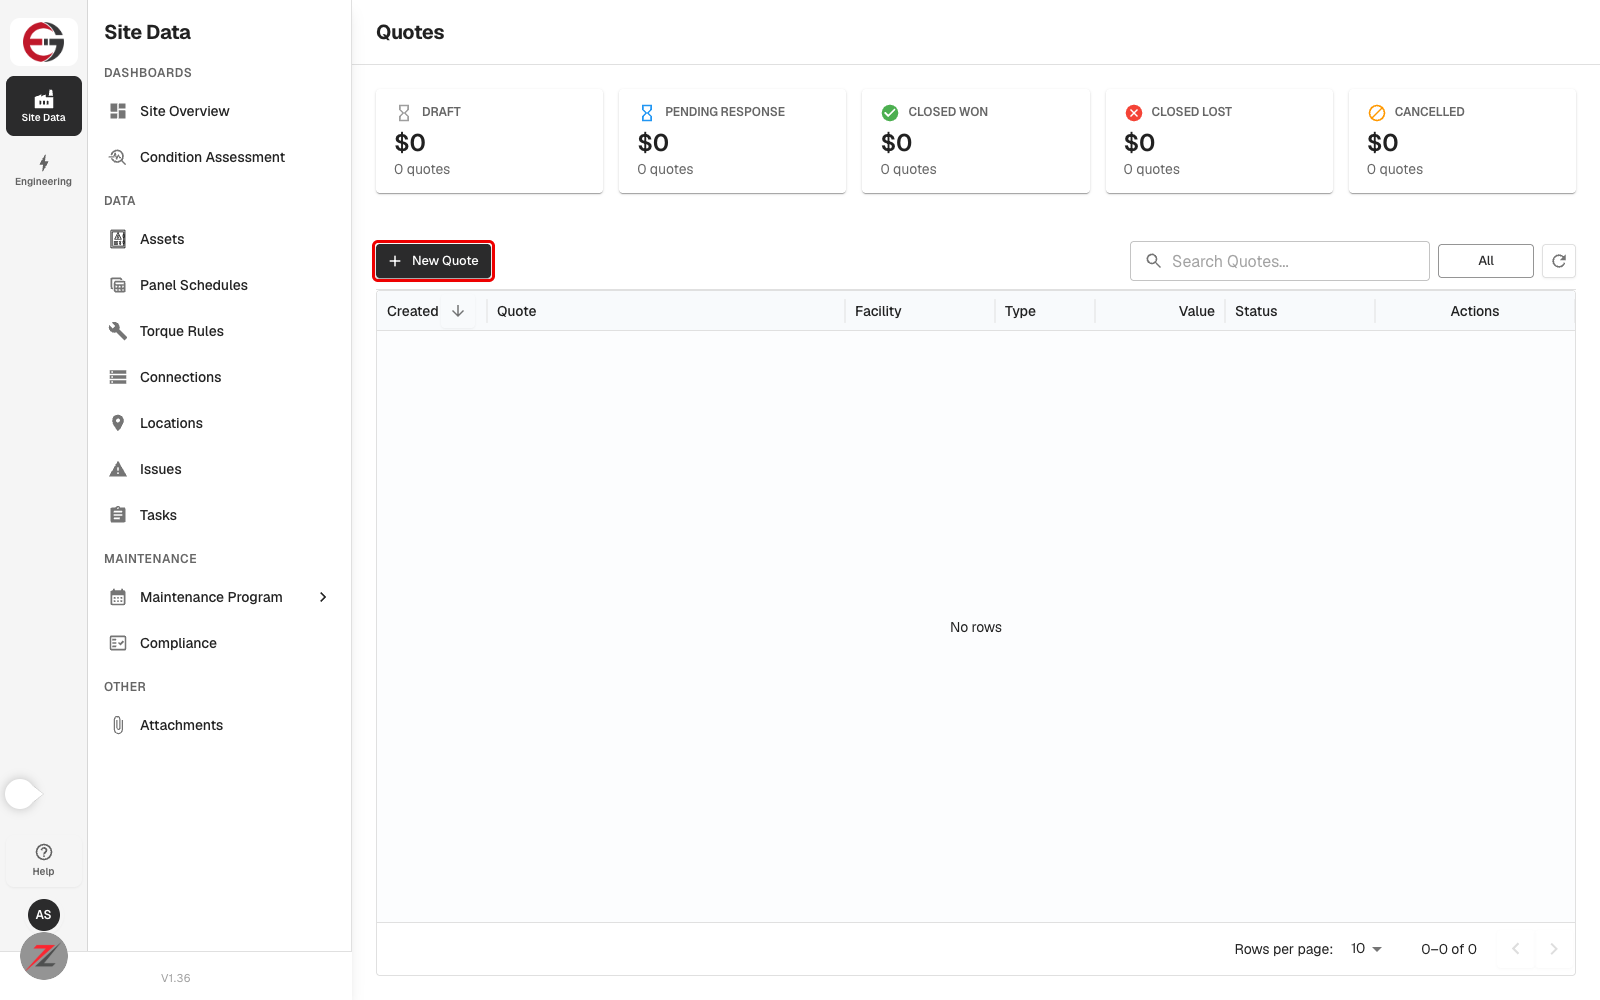 Site Data
Engineering
Help
AS
Site Data
DASHBOARDS
Site Overview
Condition Assessment
DATA
Assets
Panel Schedules
Torque Rules
Connections
Locations
Issues
Tasks
MAINTENANCE
Maintenance Program
Compliance
OTHER
Attachments
V1.36
Quotes
DRAFT
$0
0 quotes
PENDING RESPONSE
$0
0 quotes
CLOSED WON
$0
0 quotes
CLOSED LOST
$0
0 quotes
CANCELLED
$0
0 quotes
New Quote
Search Quotes...
All
Created Quote Facility Type Value Status Actions
No rows
Rows per page: 10 0–0 of 0